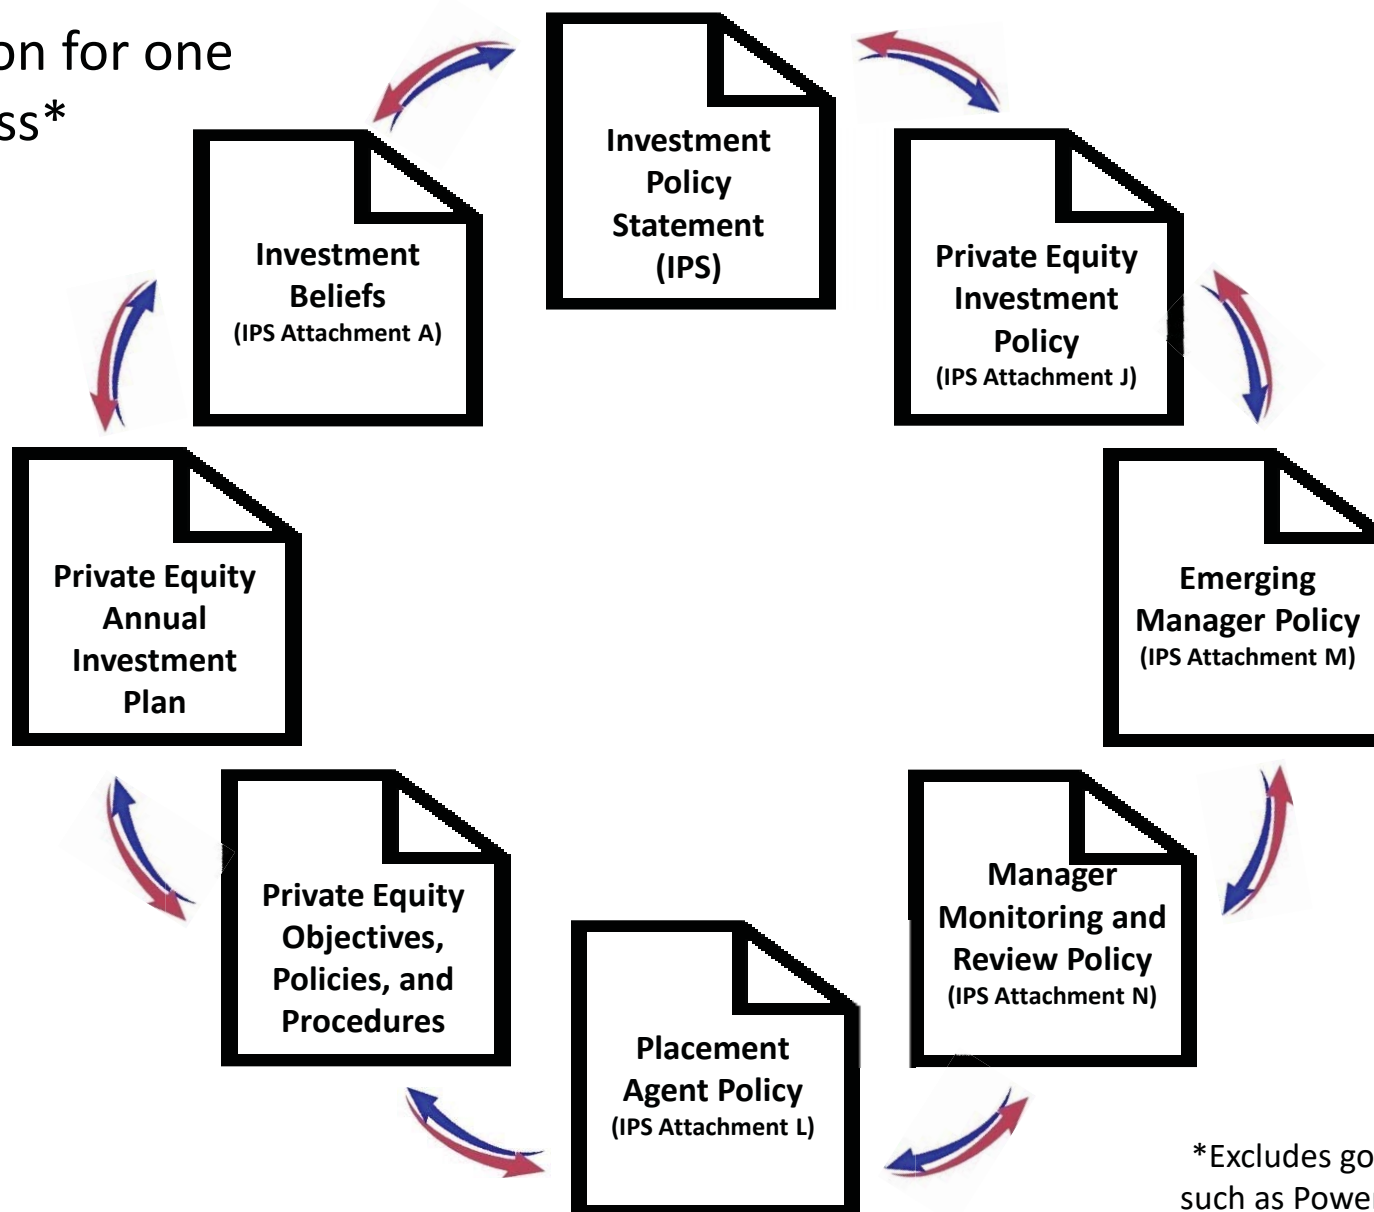 on for one
ss*
Investment
Policy
Statement
(IPS)
Investment
Beliefs
(IPS Attachment A)
Private Equity
Investment
Policy
(IPS Attachment J)
Private Equity
Annual
Investment
Plan
Emerging
Manager Policy
(IPS Attachment M)
Private Equity
Objectives,
Policies, and
Procedures
Manager
Monitoring and
Review Policy
(IPS Attachment N)
Placement
Agent Policy
(IPS Attachment L)
*Excludes go
such as Power